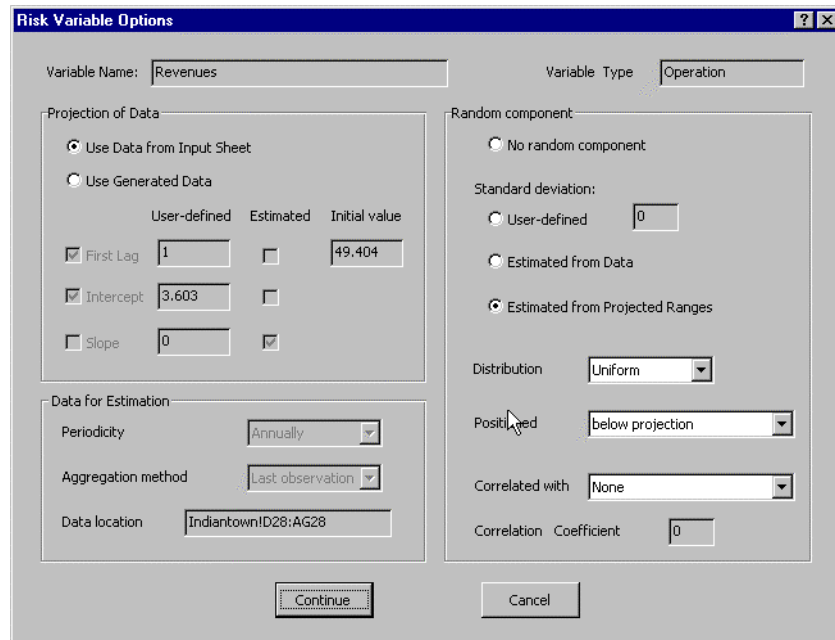 Risk Variable Options
Variable Name: Revenues Variable Type Operation
Projection of Data
Use Data from Input Sheet
Use Generated Data
User-defined Estimated Initial value
First Lag 1 49.404
Intercept 3.603
Slope 0
Data for Estimation
Periodicity Annually
Aggregation method Last observation
Data location Indiantown!D28:AG28
Random component
No random component
Standard deviation:
User-defined 0
Estimated from Data
Estimated from Projected Ranges
Distribution Uniform
Positioned below projection
Correlated with None
Correlation Coefficient 0
Continue Cancel